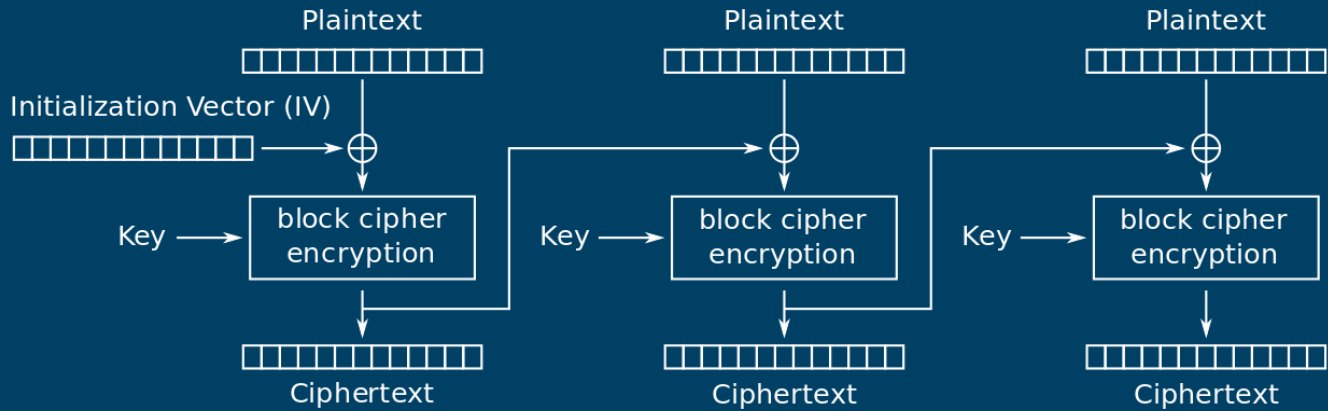 Plaintext
Plaintext
Plaintext
Initialization Vector (IV)
Key
block cipher
encryption
Key
block cipher
encryption
Key
block cipher
encryption
Ciphertext
Ciphertext
Ciphertext